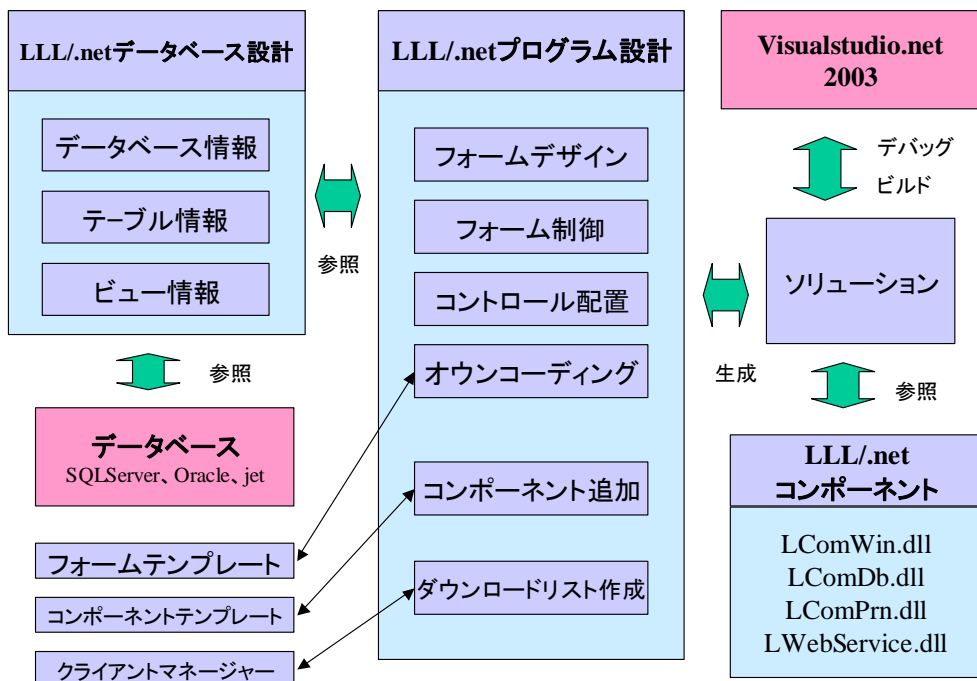 LLL/.netデータベース設計
データベース情報
テーブル情報
ビュー情報
参照
データベース
SQLServer、Oracle、jet
フォームテンプレート
コンポーネントテンプレート
クライアントマネージャー
参照
LLL/.netプログラム設計
フォームデザイン
フォーム制御
コントロール配置
オウンコーディング
コンポーネント追加
ダウンロードリスト作成
生成
Visualstudio.net
2003
デバッグ
ビルド
ソリューション
参照
LLL/.net
コンポーネント
LComWin.dll
LComDb.dll
LComPrn.dll
LWebService.dll